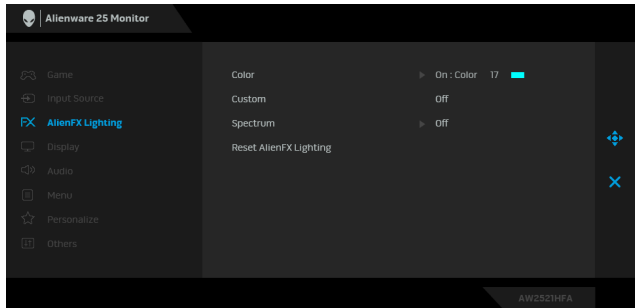 Alienware 25 Monitor
Game
Input Source
FX AlienFX Lighting
Display
Audio
Menu
Personalize
Others
Color On : Color 17
Custom Off
Spectrum Off
Reset AlienFX Lighting
AW2521HFA